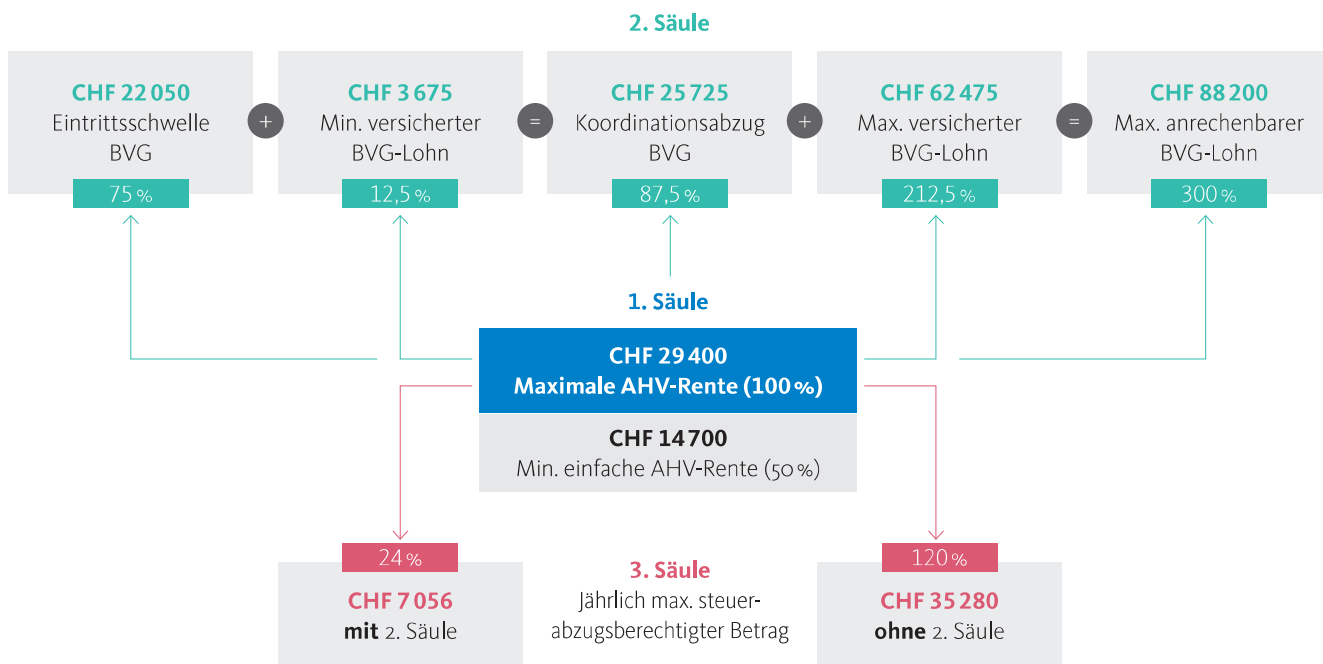 2. Säule
CHF 22 050
Eintrittsschwelle
BVG
75 %
+
CHF 3 675
Min. versicherter
BVG-Lohn
12,5 %
=
CHF 25 725
Koordinationsabzug
BVG
87,5 %
+
CHF 62 475
Max. versicherter
BVG-Lohn
212,5 %
=
CHF 88 200
Max. anrechenbarer
BVG-Lohn
300 %
1. Säule
CHF 29 400
Maximale AHV-Rente (100 %)
CHF 14 700
Min. einfache AHV-Rente (50 %)
24 %
CHF 7 056
mit 2. Säule
3. Säule
Jährlich max. steuer-
abzugsberechtigter Betrag
120 %
CHF 35 280
ohne 2. Säule